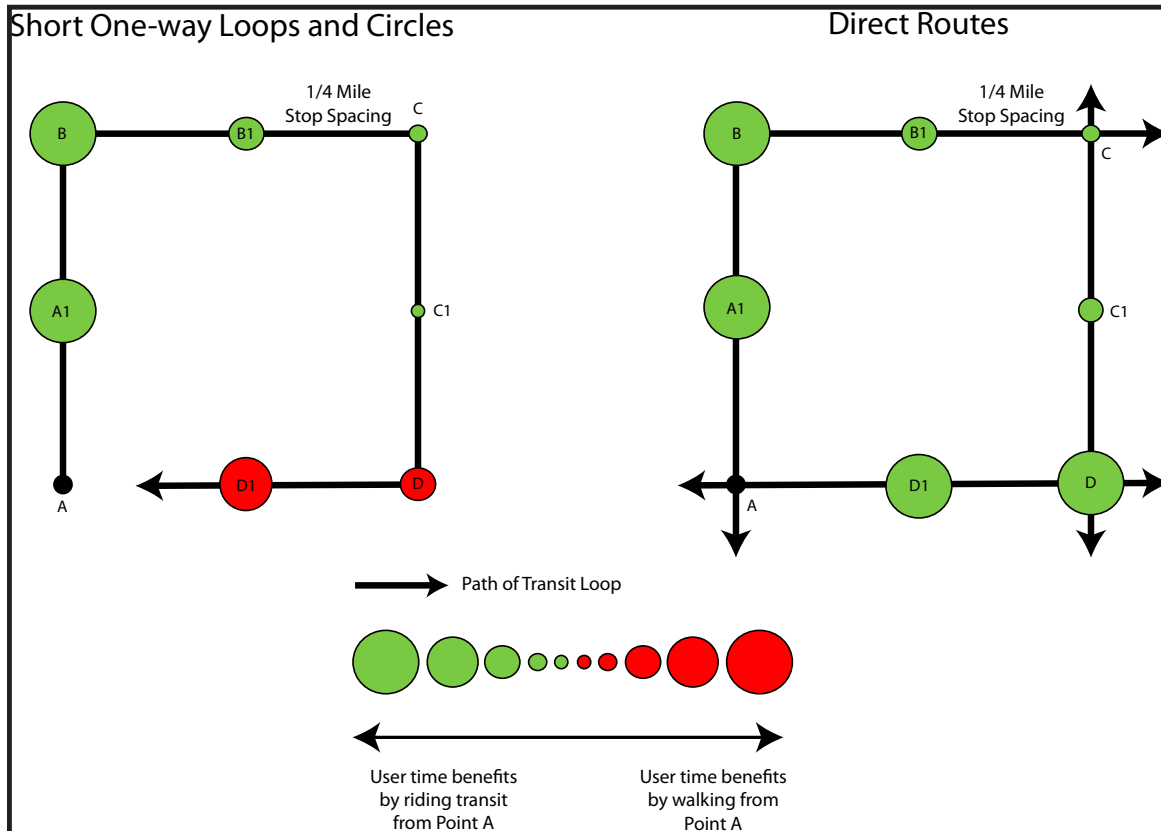 Short One-way Loops and Circles
Direct Routes
1/4 Mile
Stop Spacing
C
B
B1
A1
C1
D1
D
A
1/4 Mile
Stop Spacing
B
B1
C
A1
C1
D1
D
A
Path of Transit Loop
User time benefits
by riding transit
from Point A
User time benefits
by walking from
Point A